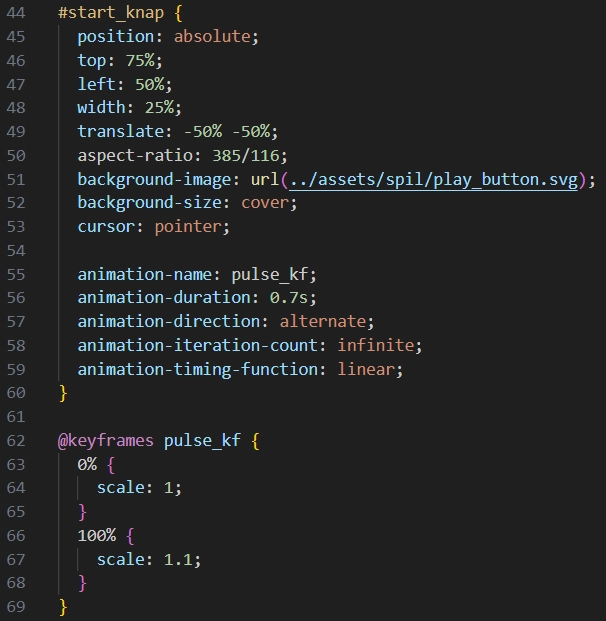 44 #start_knap {
45 position: absolute;
46 top: 75%;
47 left: 50%;
48 width: 25%;
49 translate: -50% -50%;
50 aspect-ratio: 385/116;
51 background-image: url(../assets/spil/play_button.svg);
52 background-size: cover;
53 cursor: pointer;
54
55 animation-name: pulse_kf;
56 animation-duration: 0.7s;
57 animation-direction: alternate;
58 animation-iteration-count: infinite;
59 animation-timing-function: linear;
60 }
61
62 @keyframes pulse_kf {
63 0% {
64 scale: 1;
65 }
66 100% {
67 scale: 1.1;
68 }
69 }